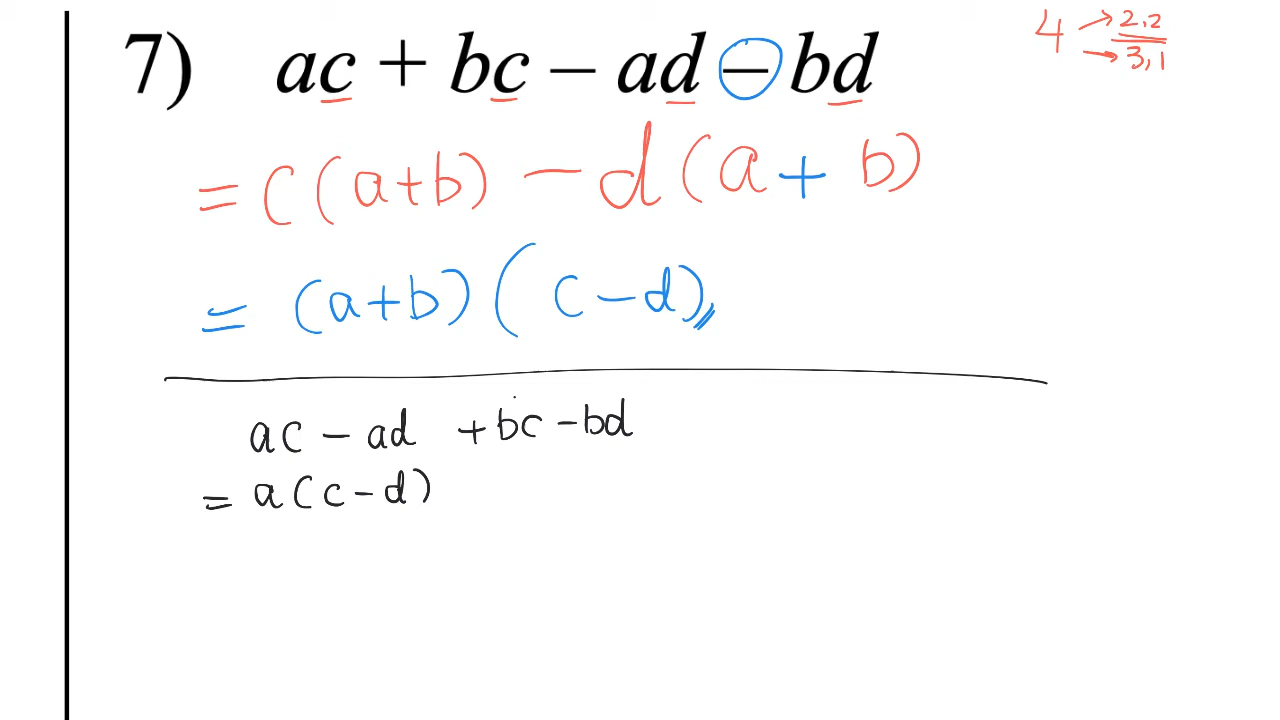 7) ac + bc – ad – bd
4 → 2,2
→ 3,1
= c(a+b) – d(a + b)
= (a+b)(c–d)
ac – ad + bc – bd
= a(c–d)